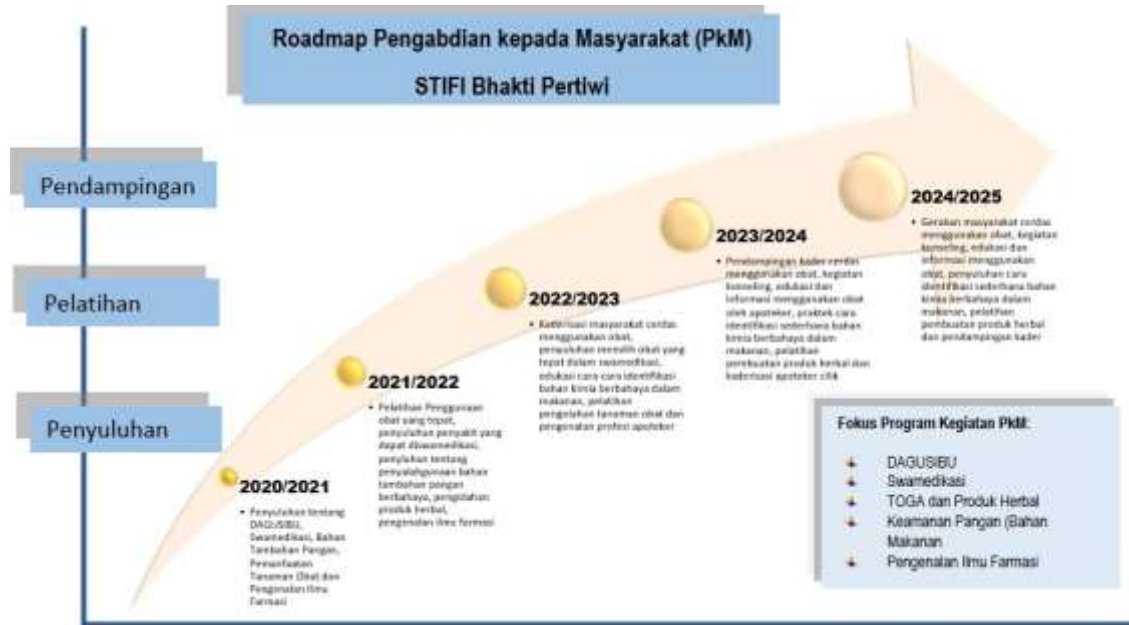 Roadmap Pengabdian kepada Masyarakat (PkM)
STIFI Bhakti Pertiwi
Pendampingan
Pelatihan
Penyuluhan
2020/2021
Penyuluhan tentang
DAGUSIBU,
Swamedikasi, Bahan
Tambahan Pangan,
Pemanfaatan
Tanaman Obat dan
Pengenalan Ilmu
Farmasi
2021/2022
Pelatihan Penggunaan
obat yang tepat,
penyuluhan penyakit yang
dapat diswamedikasi,
penyluhan tentang
penyalahgunaan bahan
tambahan pangan
berbahaya, pengolahan
produk herbal,
pengenalan ilmu farmasi
2022/2023
Kaderisasi masyarakat cerdas
menggunakan obat,
penyuluhan memilih obat yang
tepat dalam swamedikasi,
edukasi cara-cara identifikasi
bahan kimia berbahaya dalam
makanan, pelatihan
pengolahan tanaman obat dan
pengenalan profesi apoteker
2023/2024
Pendampingan kader cerdas
menggunakan obat, kegiatan
konseling, edukasi dan
informasi menggunakan obat
oleh apoteker, praktek cara
identifikasi sederhana bahan
kimia berbahaya dalam
makanan, pelatihan
pembuatan produk herbal dan
kaderisasi apoteker cilik
2024/2025
Gerakan masyarakat cerdas
menggunakan obat, kegiatan
konseling, edukasi dan
informasi menggunakan
obat, penyuluhan cara
identifikasi sederhana bahan
kimia berbahaya dalam
makanan, pelatihan
pembuatan produk herbal
dan pendampingan kader
Fokus Program Kegiatan PkM:
DAGUSIBU
Swamedikasi
TOGA dan Produk Herbal
Keamanan Pangan (Bahan
Makanan
Pengenalan Ilmu Farmasi